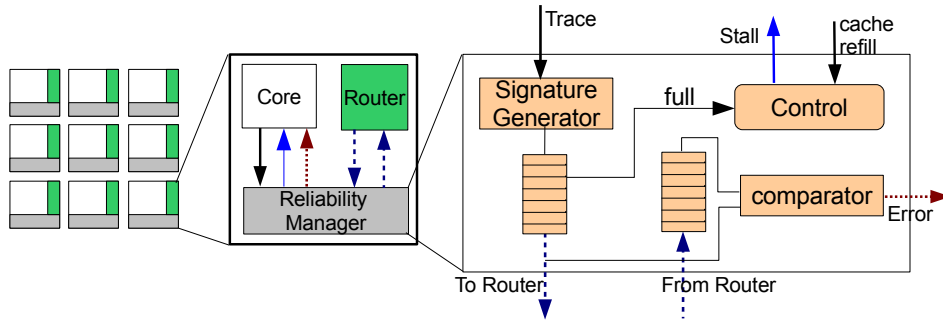 Trace
Stall
cache
refill
Core
Router
Signature
Generator
full
Control
Reliability
Manager
comparator
Error
To Router
From Router